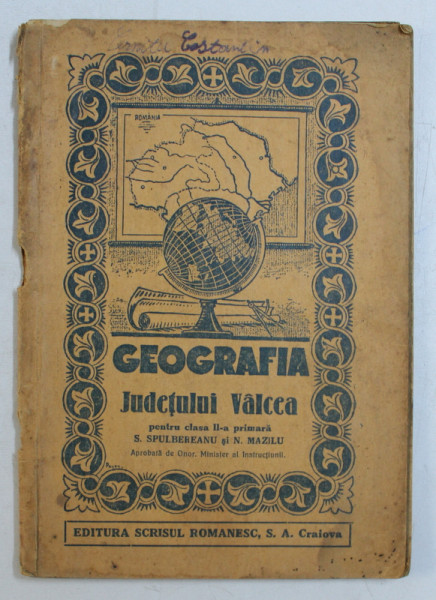 Costantin
ROMÂNIA
GEOGRAFIA
Județului Vâlcea
pentru clasa II-a primară
S. SPULBEREANU și N. MAZILU
Aprobată de Onor. Minister al Instrucțiunii.
EDITURA SCRISUL ROMANESC, S. A. Craiova